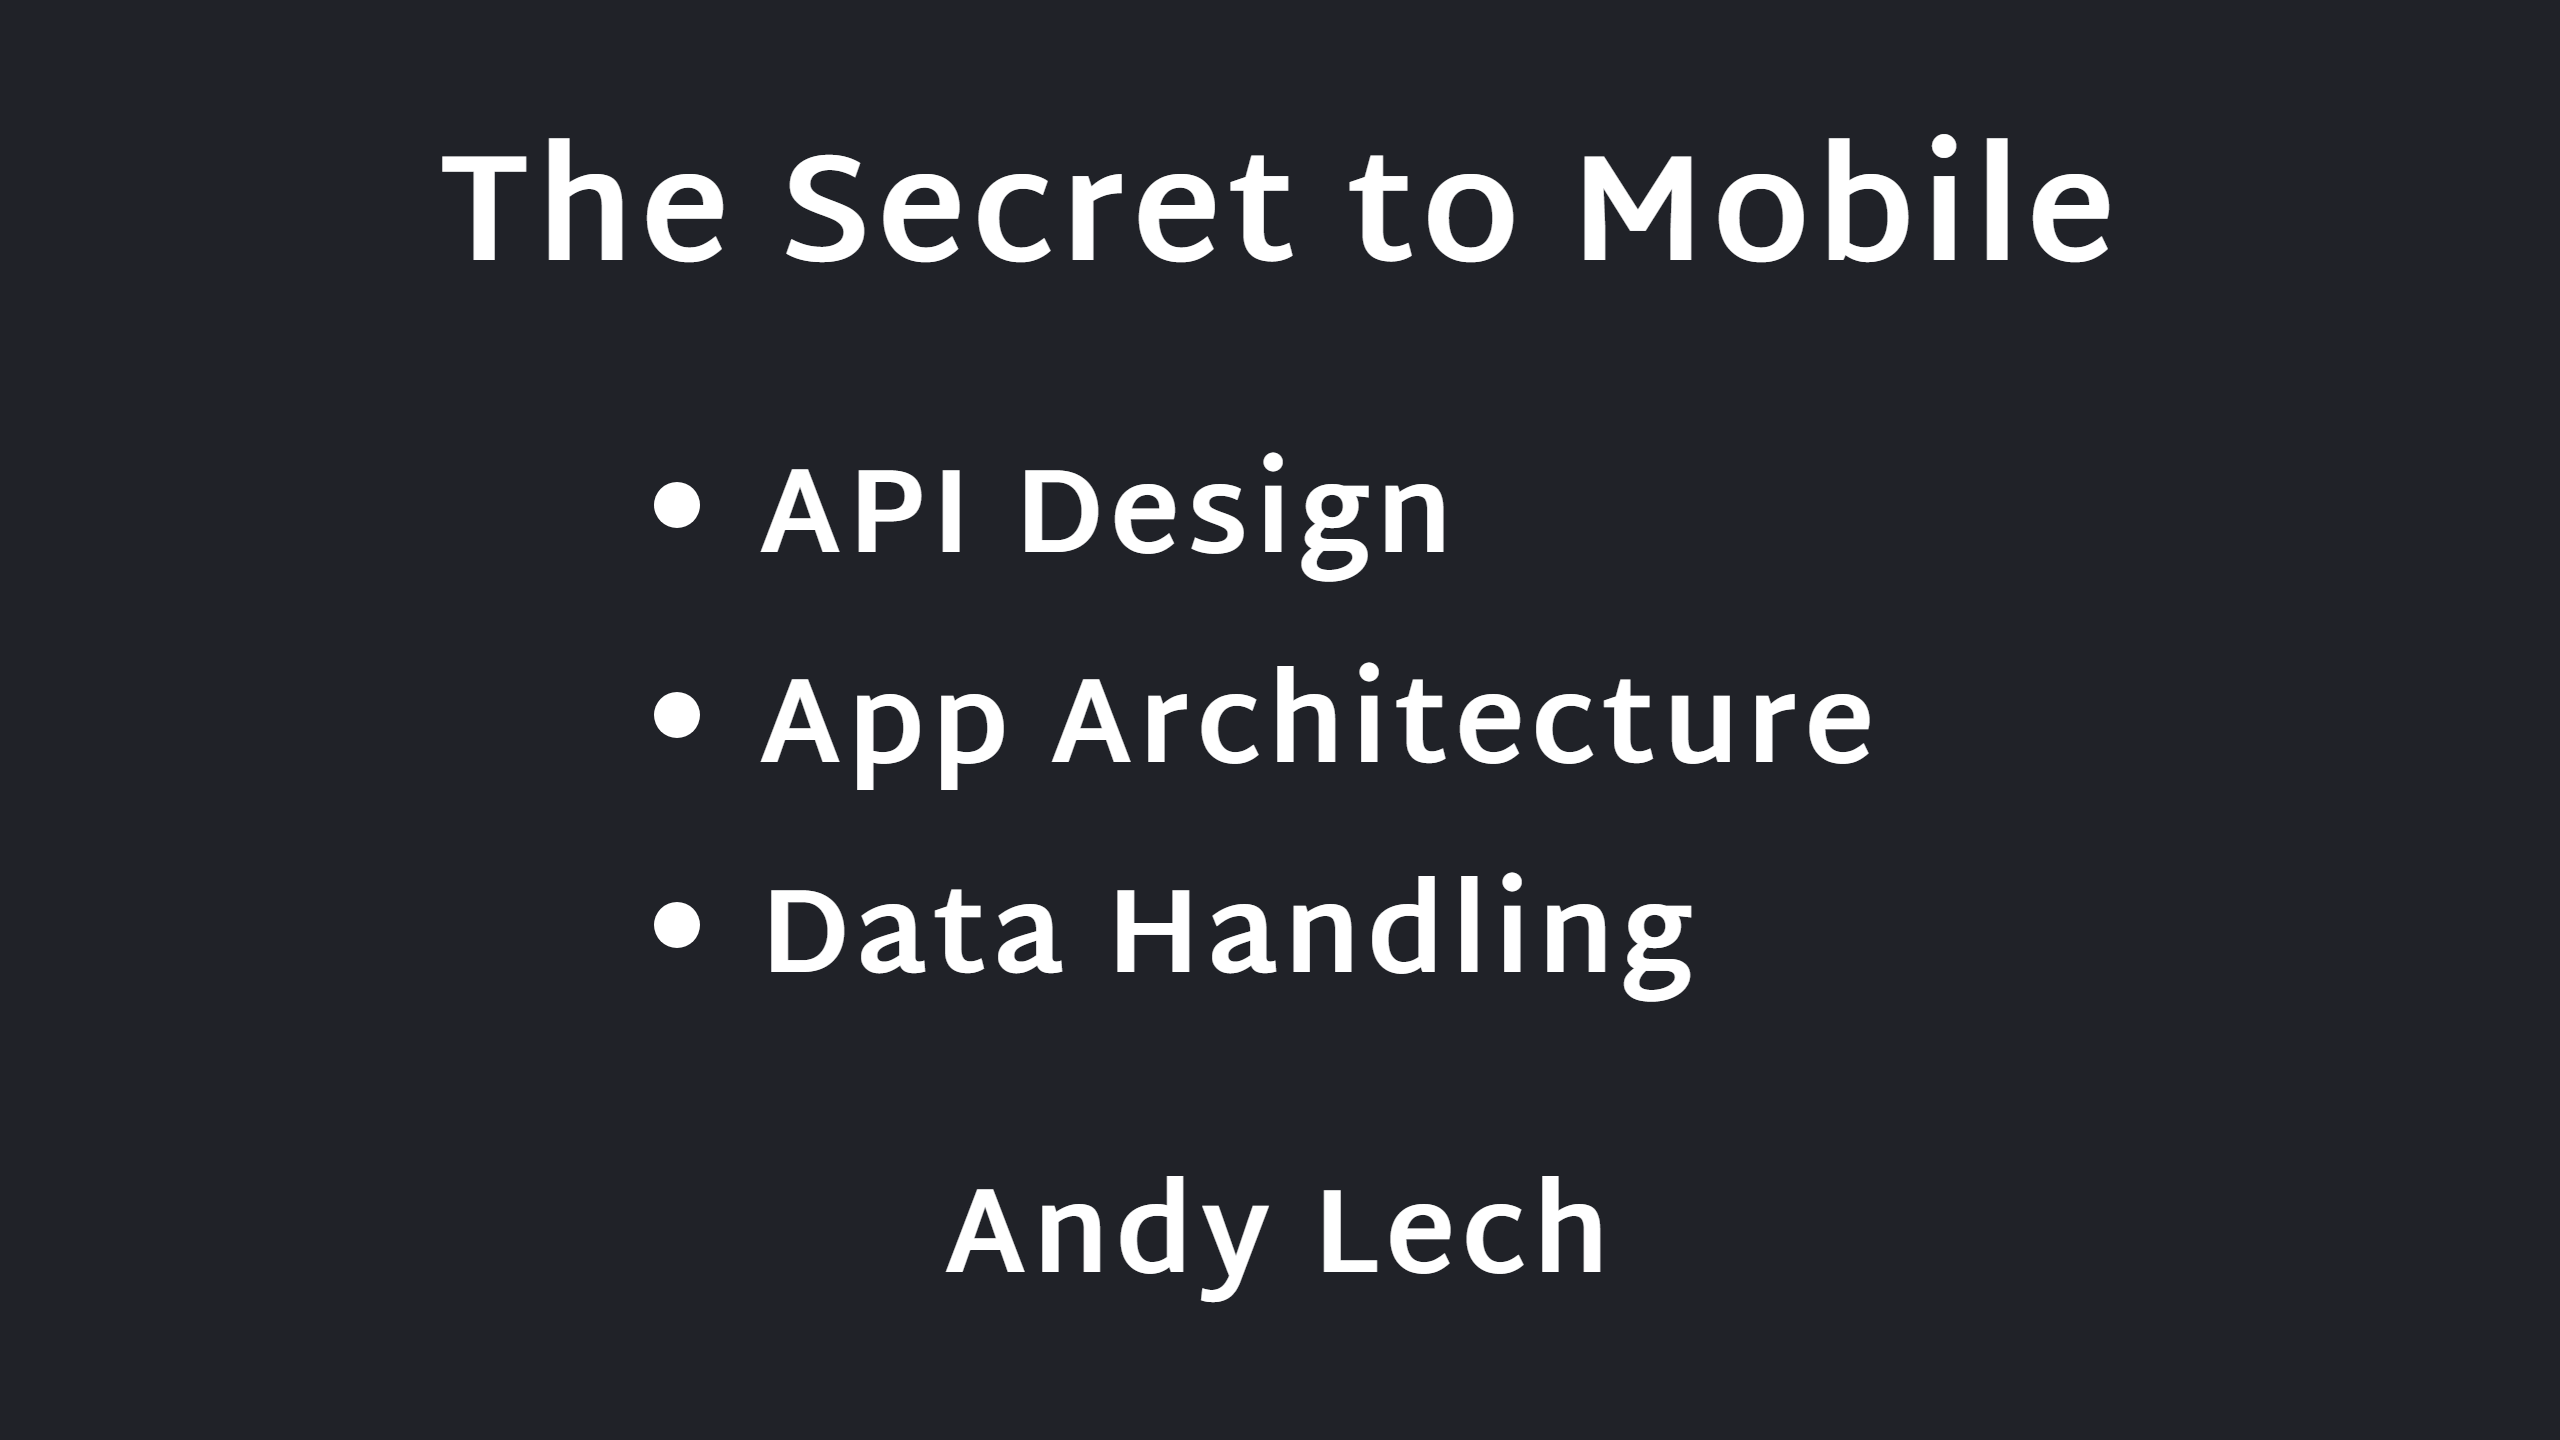 The Secret to Mobile
• API Design
• App Architecture
• Data Handling
Andy Lech